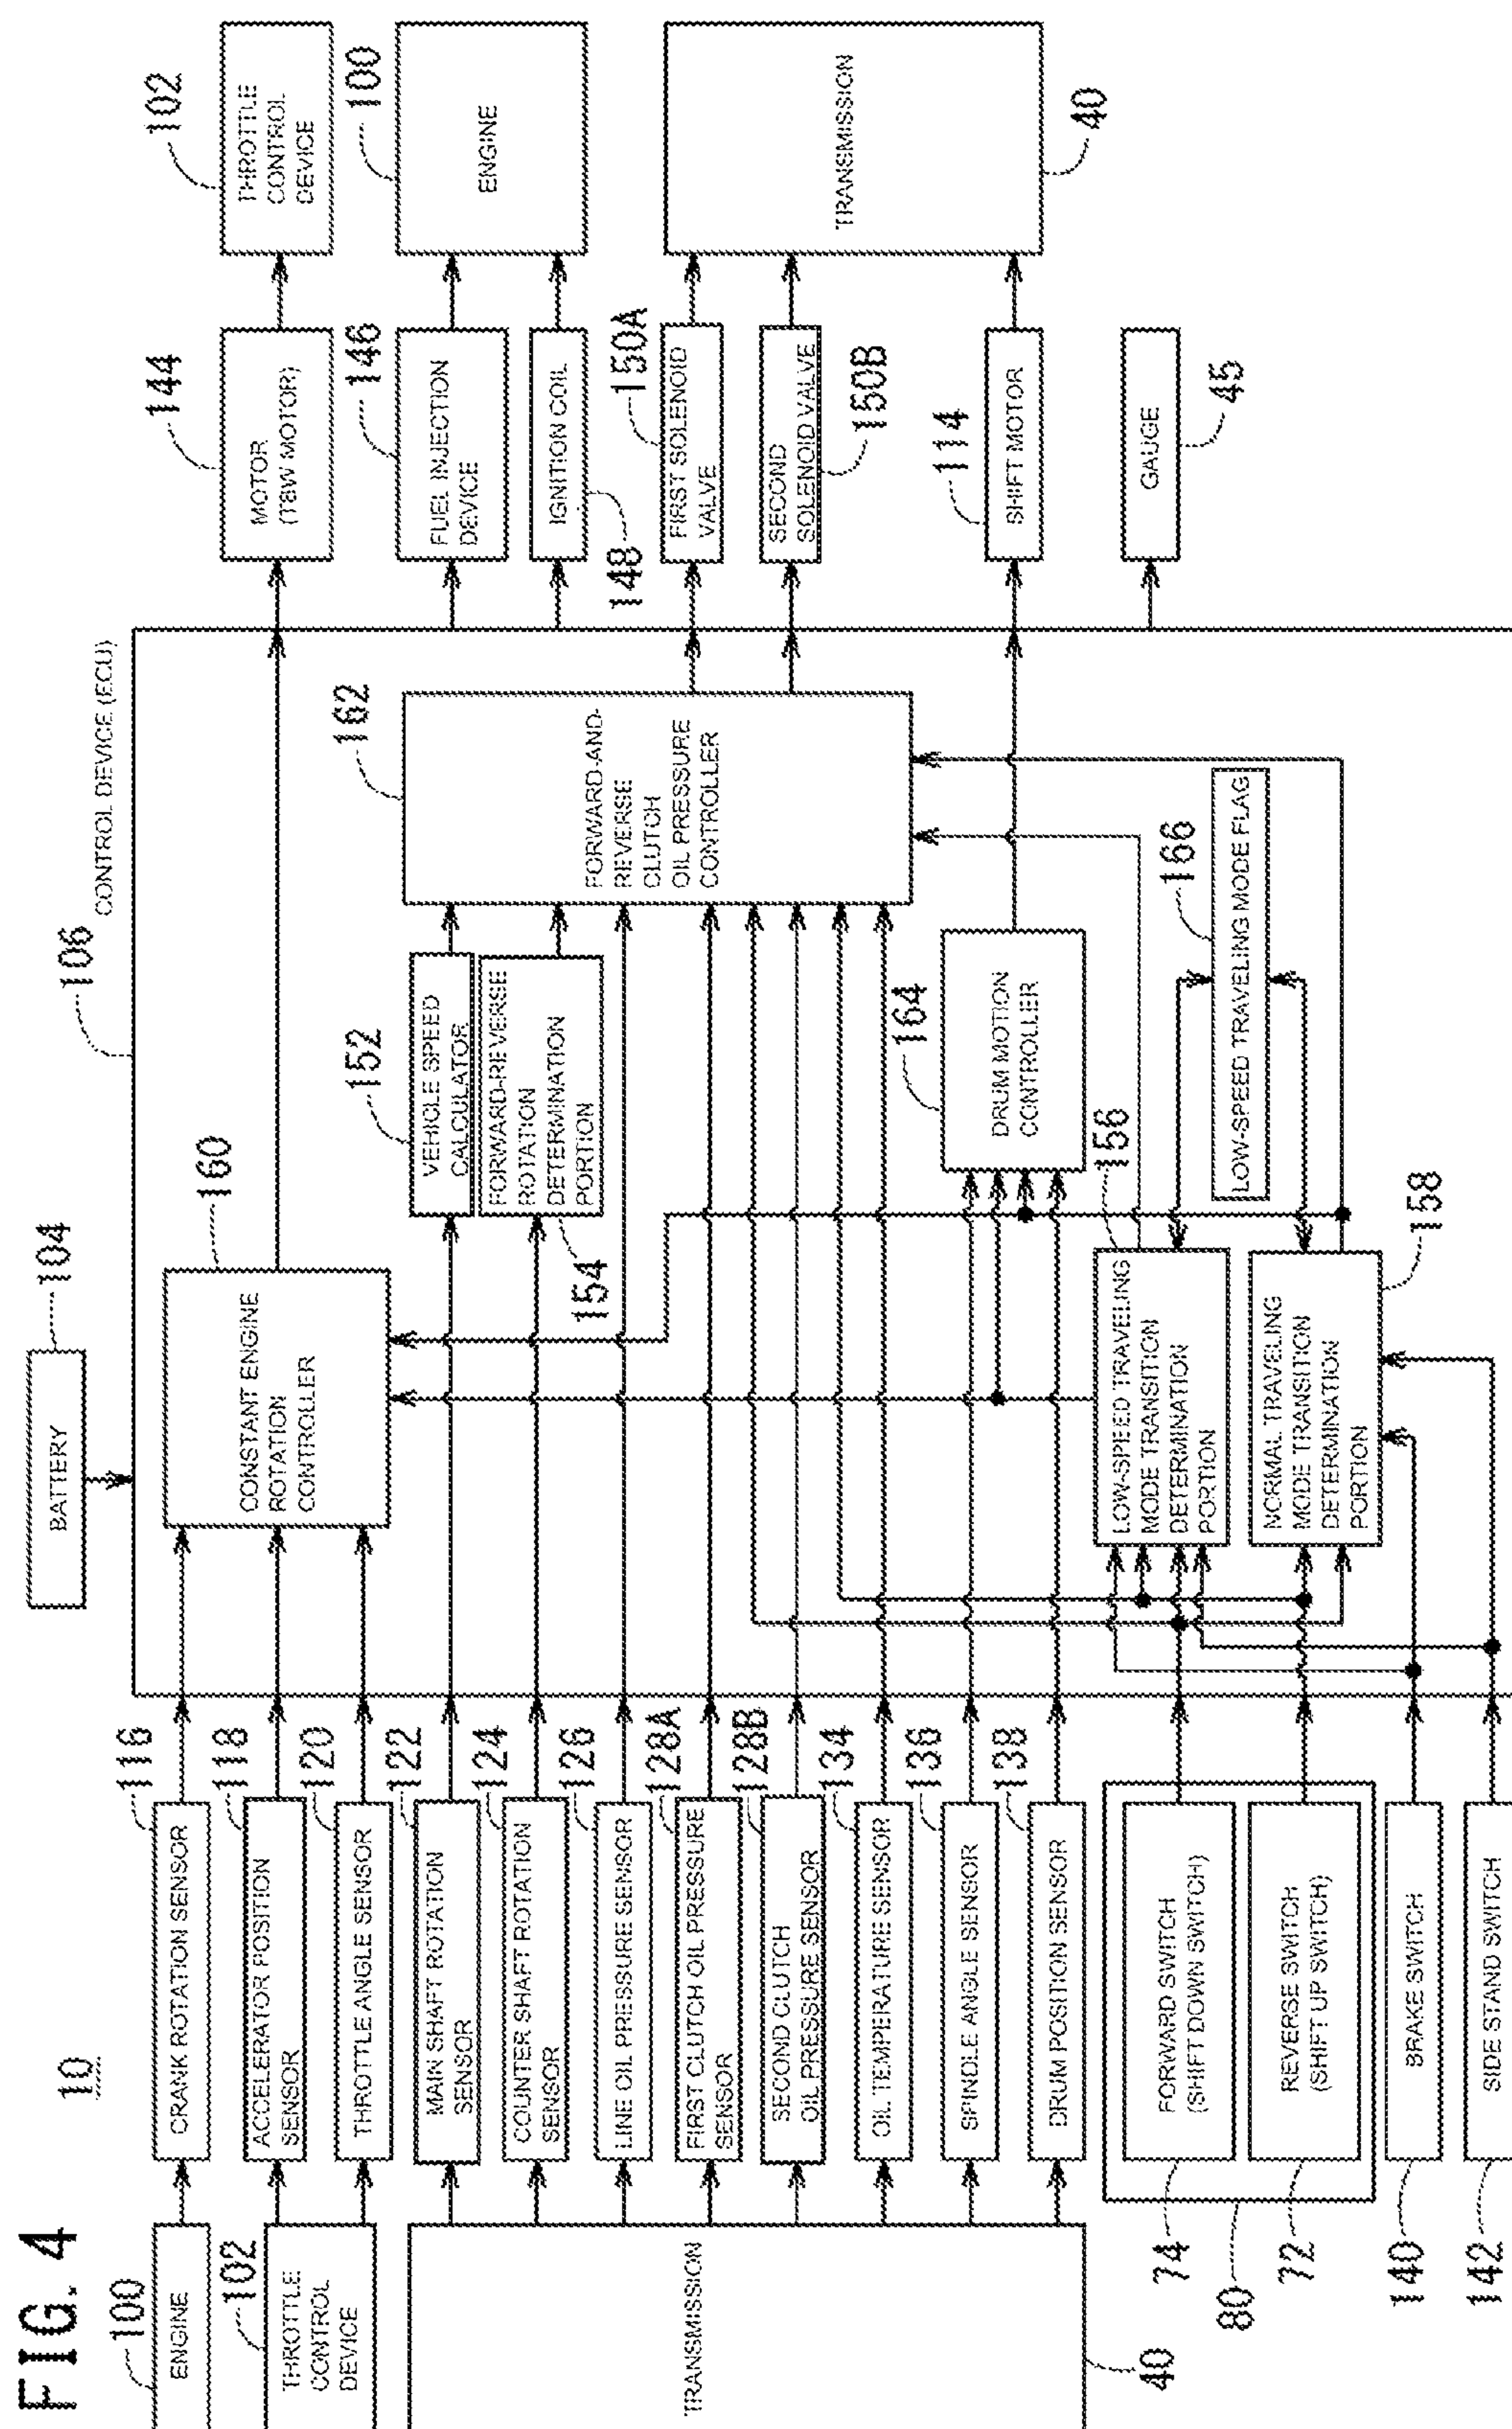 FIG. 4
10
100
ENGINE
102
THROTTLE
CONTROL
DEVICE
TRANSMISSION
40
116
CRANK ROTATION SENSOR
118
ACCELERATOR POSITION
SENSOR
120
THROTTLE ANGLE SENSOR
122
MAIN SHAFT ROTATION
SENSOR
124
COUNTER SHAFT ROTATION
SENSOR
126
LINE OIL PRESSURE SENSOR
128A
FIRST CLUTCH OIL PRESSURE
SENSOR
128B
SECOND CLUTCH
OIL PRESSURE SENSOR
134
OIL TEMPERATURE SENSOR
136
SPINDLE ANGLE SENSOR
138
DRUM POSITION SENSOR
74
FORWARD SWITCH
(SHIFT DOWN SWITCH)
80
72
REVERSE SWITCH
(SHIFT UP SWITCH)
140
BRAKE SWITCH
142
SIDE STAND SWITCH
104
BATTERY
106
CONTROL DEVICE (ECU)
160
CONSTANT ENGINE
ROTATION
CONTROLLER
152
VEHICLE SPEED
CALCULATOR
FORWARD-REVERSE
ROTATION
DETERMINATION
PORTION
154
162
FORWARD-AND-
REVERSE
CLUTCH
OIL PRESSURE
CONTROLLER
164
DRUM MOTION
CONTROLLER
156
LOW-SPEED TRAVELING
MODE TRANSITION
DETERMINATION
PORTION
166
LOW-SPEED TRAVELING MODE FLAG
158
NORMAL TRAVELING
MODE TRANSITION
DETERMINATION
PORTION
144
MOTOR
(TBW MOTOR)
146
FUEL INJECTION
DEVICE
IGNITION COIL
148
150A
FIRST SOLENOID
VALVE
SECOND
SOLENOID VALVE
150B
114
SHIFT MOTOR
GAUGE
45
102
THROTTLE
CONTROL
DEVICE
100
ENGINE
TRANSMISSION
40